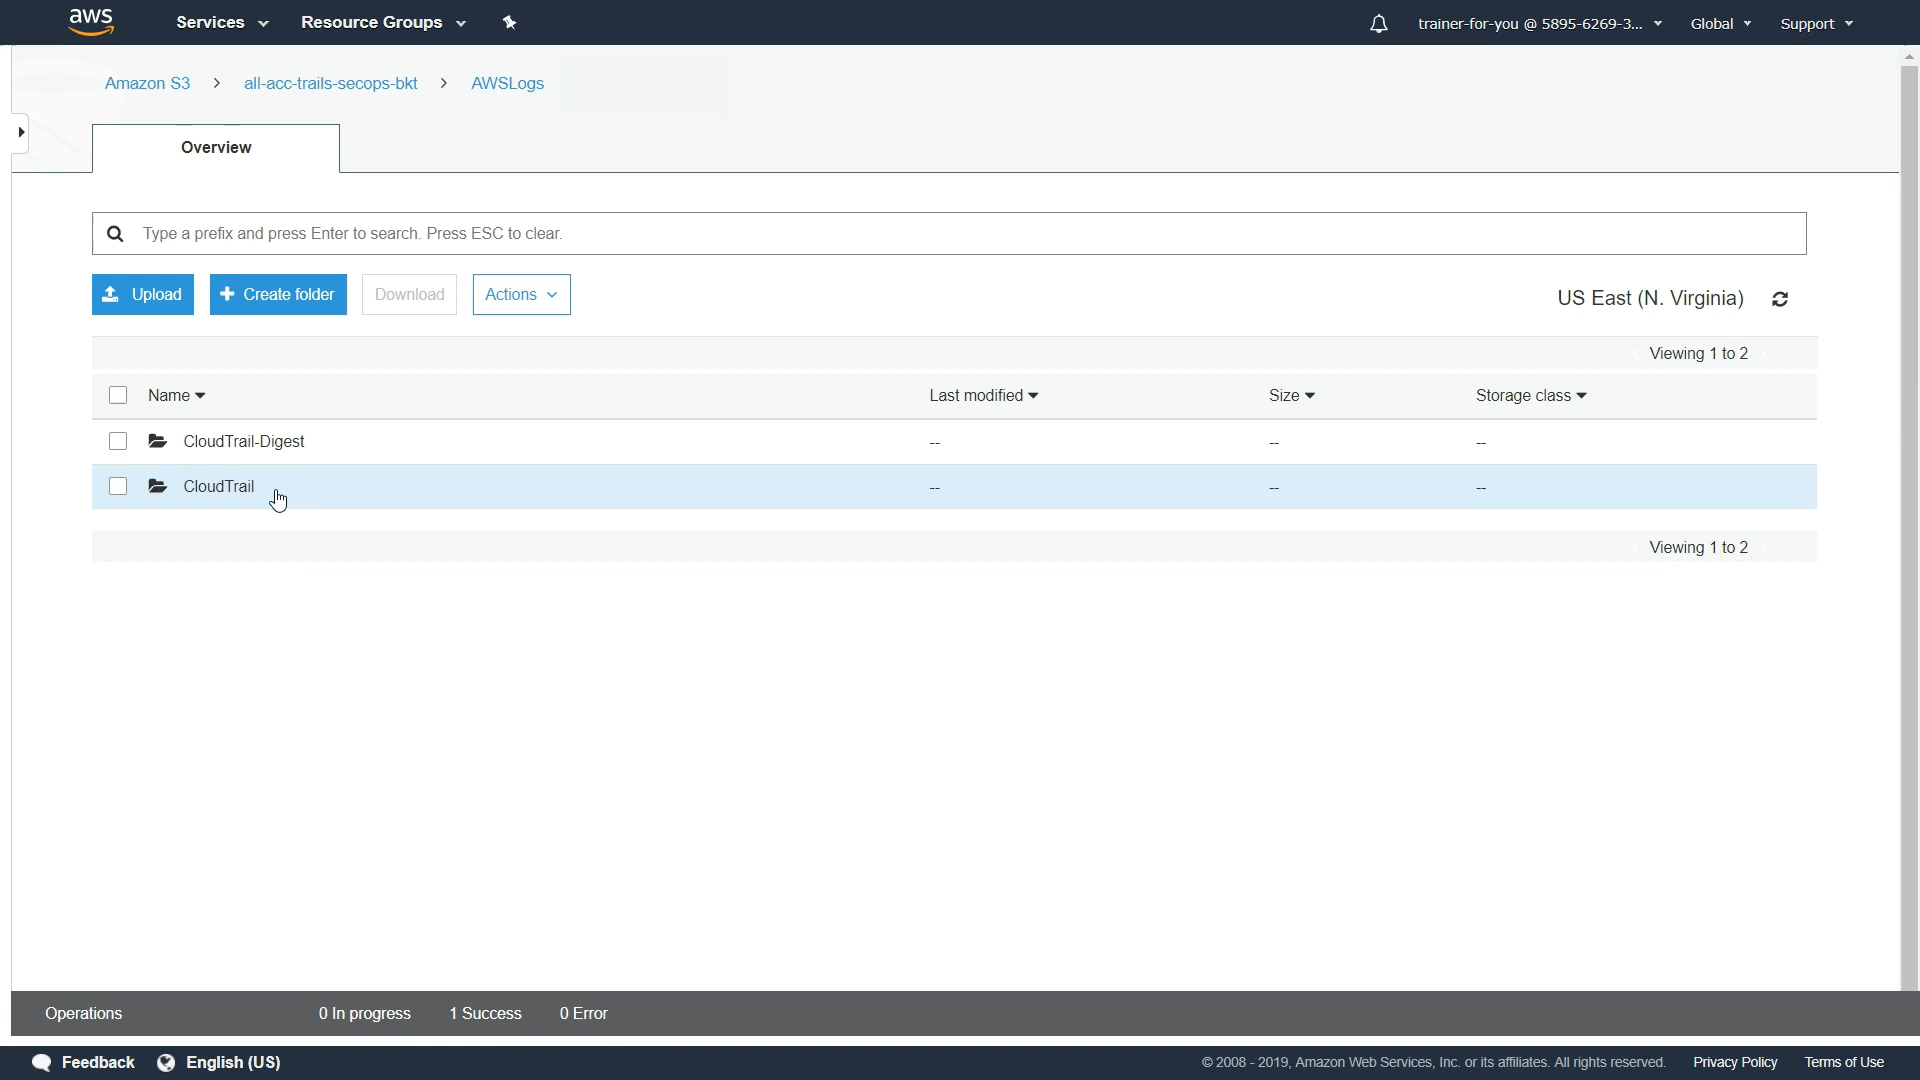 aws Services Resource Groups trainer-for-you @ 5895-6269-3... Global Support
Amazon S3 > all-acc-trails-secops-bkt > AWSLogs
Overview
Type a prefix and press Enter to search. Press ESC to clear.
Upload + Create folder Download Actions US East (N. Virginia)
Viewing 1 to 2
Name Last modified Size Storage class
CloudTrail-Digest -- -- --
CloudTrail -- -- --
Viewing 1 to 2
Operations 0 In progress 1 Success 0 Error
Feedback English (US) © 2008 - 2019, Amazon Web Services, Inc. or its affiliates. All rights reserved. Privacy Policy Terms of Use